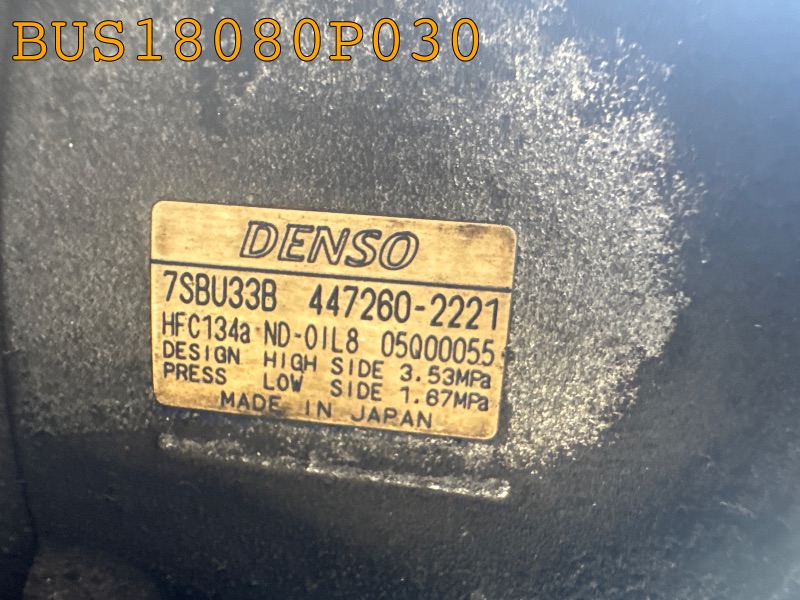 BUS18080P030
DENSO
7SBU33B 447260-2221
HFC134a ND-OIL8 05Q00055
DESIGN HIGH SIDE 3.53MPa
PRESS LOW SIDE 1.67MPa
MADE IN JAPAN